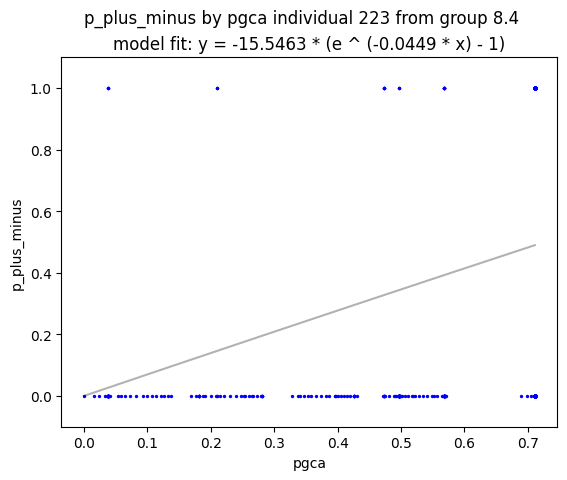 p_plus_minus by pgca individual 223 from group 8.4
model fit: y = -15.5463 * (e ^ (-0.0449 * x) - 1)
1.0
0.8
0.6
0.4
0.2
0.0
p_plus_minus
0.0 0.1 0.2 0.3 0.4 0.5 0.6 0.7
pgca